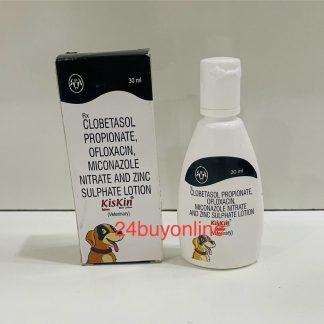 30 ml
Rx
CLOBETASOL
PROPIONATE,
OFLOXACIN,
MICONAZOLE
NITRATE AND ZINC
SULPHATE LOTION
KisKin
(Veterinary)
30 ml
CLOBETASOL PROPIONATE,
OFLOXACIN,
MICONAZOLE NITRATE
AND ZINC SULPHATE LOTION
KisKin
(Veterinary)
24buyonline